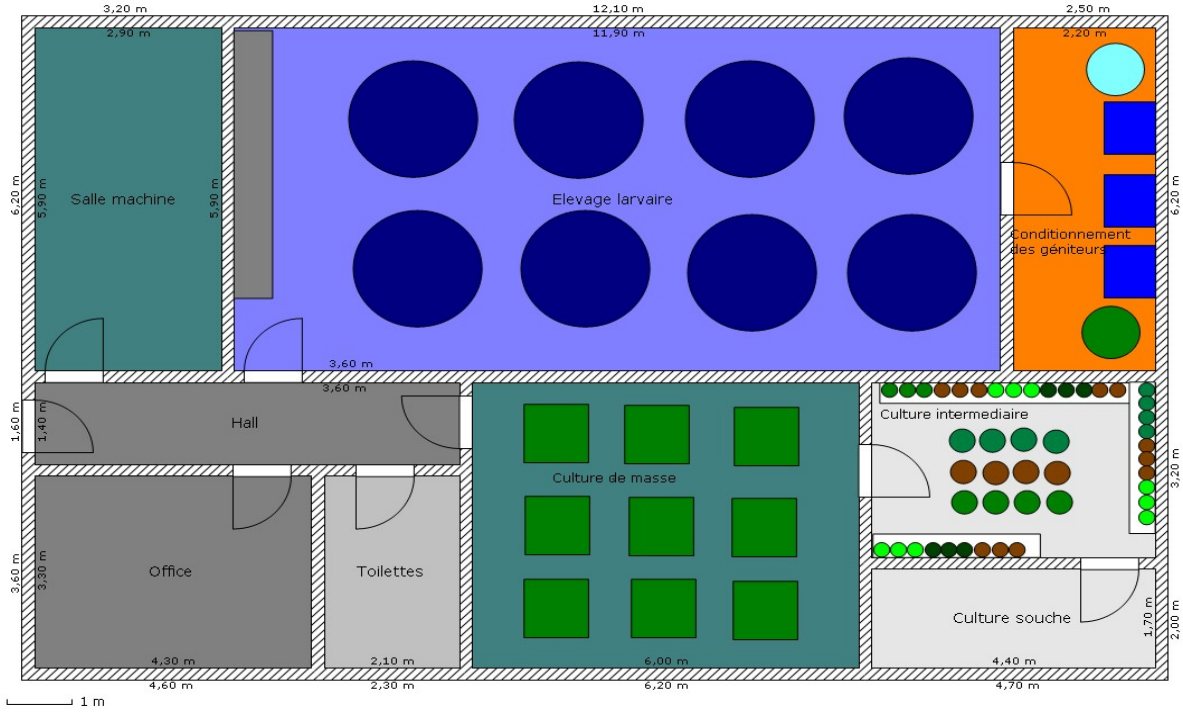 3,20 m
12,10 m
2,50 m
2,90 m
11,90 m
2,20 m
6,20 m
5,90 m
Salle machine
5,90 m
Elevage larvaire
6,20 m
Conditionnement
des géniteurs
3,60 m
3,60 m
1,60 m
1,40 m
Hall
Culture intermediaire
Culture de masse
3,20 m
3,60 m
3,30 m
Office
Toilettes
Culture souche
1,70 m
2,00 m
4,30 m
2,10 m
6,00 m
4,40 m
4,60 m
2,30 m
6,20 m
4,70 m
1 m